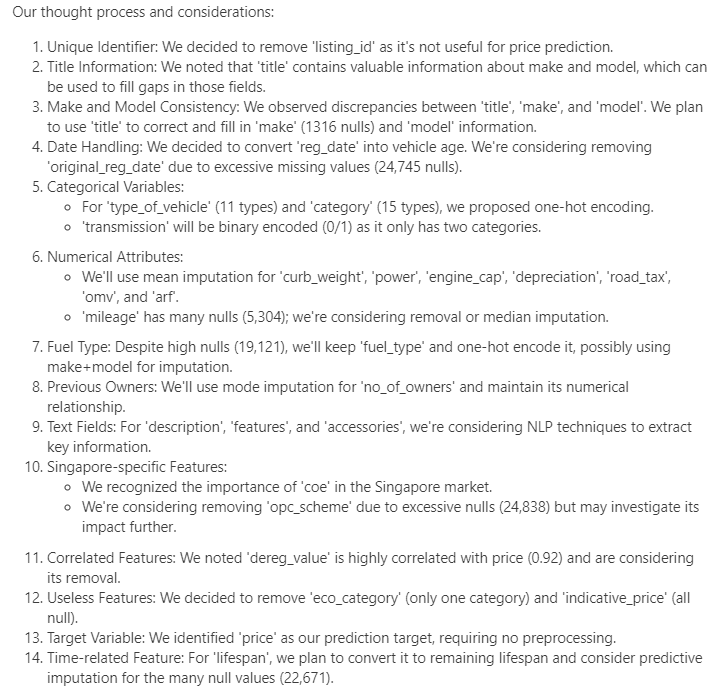 Our thought process and considerations:
1. Unique Identifier: We decided to remove 'listing_id' as it's not useful for price prediction.
2. Title Information: We noted that 'title' contains valuable information about make and model, which can
be used to fill gaps in those fields.
3. Make and Model Consistency: We observed discrepancies between 'title', 'make', and 'model'. We plan
to use 'title' to correct and fill in 'make' (1316 nulls) and 'model' information.
4. Date Handling: We decided to convert 'reg_date' into vehicle age. We're considering removing
'original_reg_date' due to excessive missing values (24,745 nulls).
5. Categorical Variables:
○ For 'type_of_vehicle' (11 types) and 'category' (15 types), we proposed one-hot encoding.
○ 'transmission' will be binary encoded (0/1) as it only has two categories.
6. Numerical Attributes:
○ We'll use mean imputation for 'curb_weight', 'power', 'engine_cap', 'depreciation', 'road_tax',
'omv', and 'arf'.
○ 'mileage' has many nulls (5,304); we're considering removal or median imputation.
7. Fuel Type: Despite high nulls (19,121), we'll keep 'fuel_type' and one-hot encode it, possibly using
make+model for imputation.
8. Previous Owners: We'll use mode imputation for 'no_of_owners' and maintain its numerical
relationship.
9. Text Fields: For 'description', 'features', and 'accessories', we're considering NLP techniques to extract
key information.
10. Singapore-specific Features:
○ We recognized the importance of 'coe' in the Singapore market.
○ We're considering removing 'opc_scheme' due to excessive nulls (24,838) but may investigate its
impact further.
11. Correlated Features: We noted 'dereg_value' is highly correlated with price (0.92) and are considering
its removal.
12. Useless Features: We decided to remove 'eco_category' (only one category) and 'indicative_price' (all
null).
13. Target Variable: We identified 'price' as our prediction target, requiring no preprocessing.
14. Time-related Feature: For 'lifespan', we plan to convert it to remaining lifespan and consider predictive
imputation for the many null values (22,671).